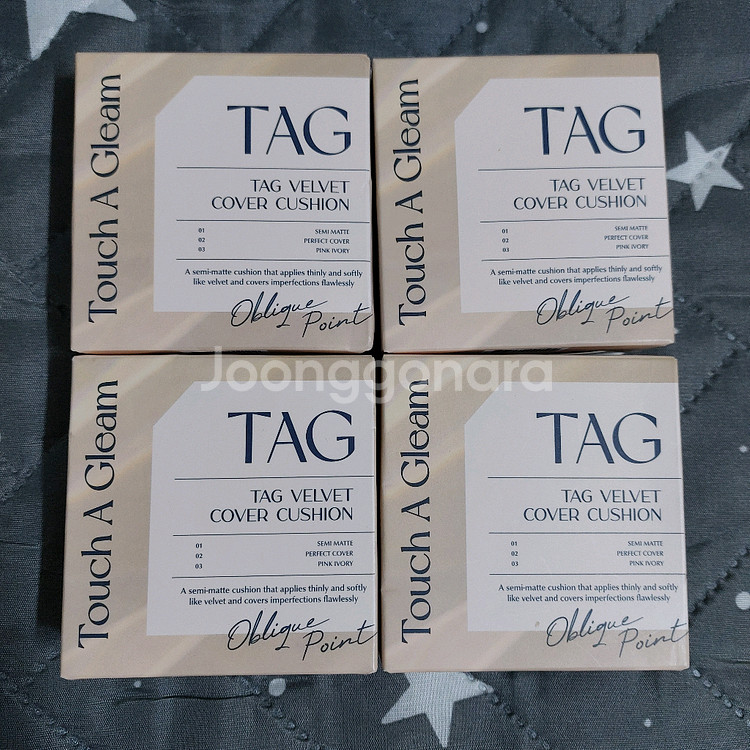 Touch A Gleam
TAG
TAG VELVET
COVER CUSHION
01 SEMI MATTE
02 PERFECT COVER
03 PINK IVORY
A semi-matte cushion that applies thinly and softly
like velvet and covers imperfections flawlessly
Oblique Point
Touch A Gleam
TAG
TAG VELVET
COVER CUSHION
01 SEMI MATTE
02 PERFECT COVER
03 PINK IVORY
A semi-matte cushion that applies thinly and softly
like velvet and covers imperfections flawlessly
Oblique Point
Joonggonara
Touch A Gleam
TAG
TAG VELVET
COVER CUSHION
01 SEMI MATTE
02 PERFECT COVER
03 PINK IVORY
A semi-matte cushion that applies thinly and softly
like velvet and covers imperfections flawlessly
Oblique Point
Touch A Gleam
TAG
TAG VELVET
COVER CUSHION
01 SEMI MATTE
02 PERFECT COVER
03 PINK IVORY
A semi-matte cushion that applies thinly and softly
like velvet and covers imperfections flawlessly
Oblique Point